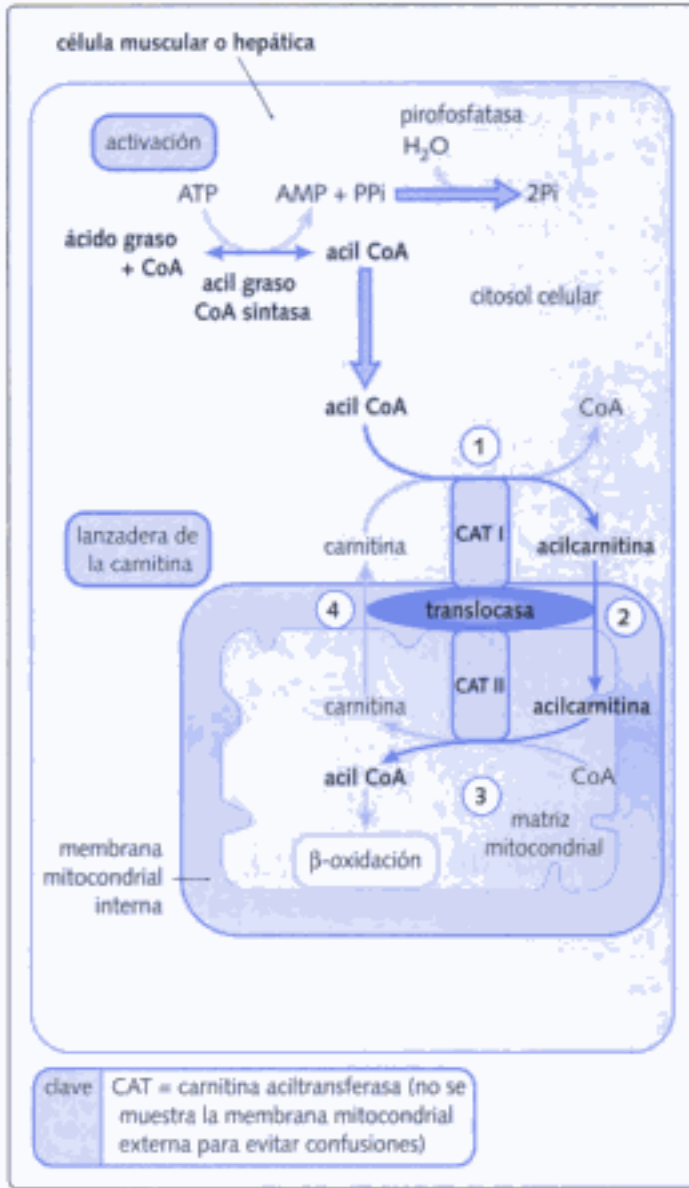 célula muscular o hepática
activación
pirofosfatasa
H₂O
ATP
AMP + PPi
2Pi
ácido graso
+ CoA
acil CoA
acil graso
CoA sintasa
citosol celular
acil CoA
CoA
1
lanzadera de
la carnitina
carnitina
CAT I
acilcarnitina
4
translocasa
2
carnitina
CAT II
acilcarnitina
acil CoA
3
CoA
matriz
mitocondrial
β-oxidación
membrana
mitocondrial
interna
clave
CAT = carnitina aciltransferasa (no se
muestra la membrana mitocondrial
externa para evitar confusiones)